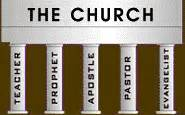 THE CHURCH
TEACHER
PROPHET
APOSTLE
PASTOR
EVANGELIST